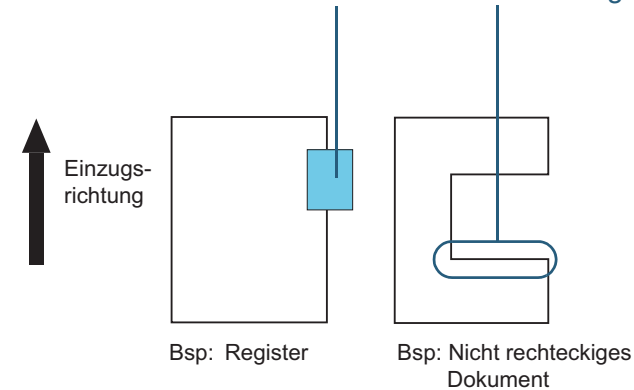 Einzugs-
richtung
Bsp: Register
Bsp: Nicht rechteckiges
Dokument